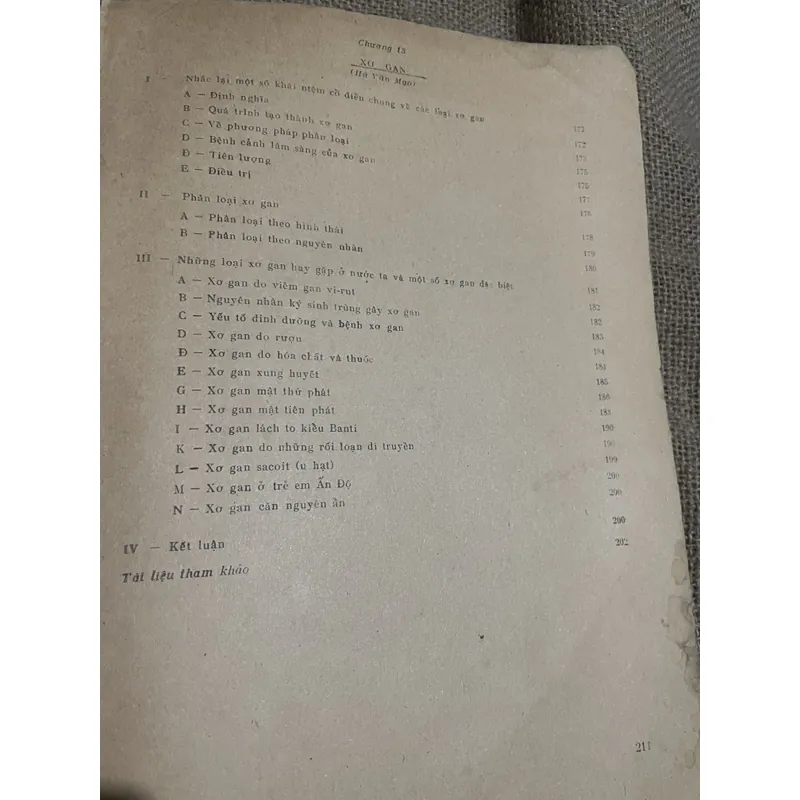 Chương 13
XƠ GAN
(Hà Văn Mạo)
I — Nhắc lại một số khái niệm cổ điển chung về các loại xơ gan 172
A — Định nghĩa 172
B — Quá trình tạo thành xơ gan 173
C — Về phương pháp phân loại 175
D — Bệnh cảnh lâm sàng của xơ gan 175
Đ — Tiên lượng 177
E — Điều trị 178
II — Phân loại xơ gan 178
A — Phân loại theo hình thái 179
B — Phân loại theo nguyên nhân 180
III — Những loại xơ gan hay gặp ở nước ta và một số xơ gan đặc biệt 181
A — Xơ gan do viêm gan vi-rut 182
B — Nguyên nhân ký sinh trùng gây xơ gan 182
C — Yếu tố dinh dưỡng và bệnh xơ gan 183
D — Xơ gan do rượu 184
Đ — Xơ gan do hóa chất và thuốc 184
E — Xơ gan xung huyết 185
G — Xơ gan mật thứ phát 186
H — Xơ gan mật tiên phát 188
I — Xơ gan lách to kiểu Banti 190
K — Xơ gan do những rối loạn di truyền 190
L — Xơ gan sacoit (u hạt) 199
M — Xơ gan ở trẻ em Ấn Độ 200
N — Xơ gan căn nguyên ẩn 200
IV — Kết luận 200
Tài liệu tham khảo 202
211